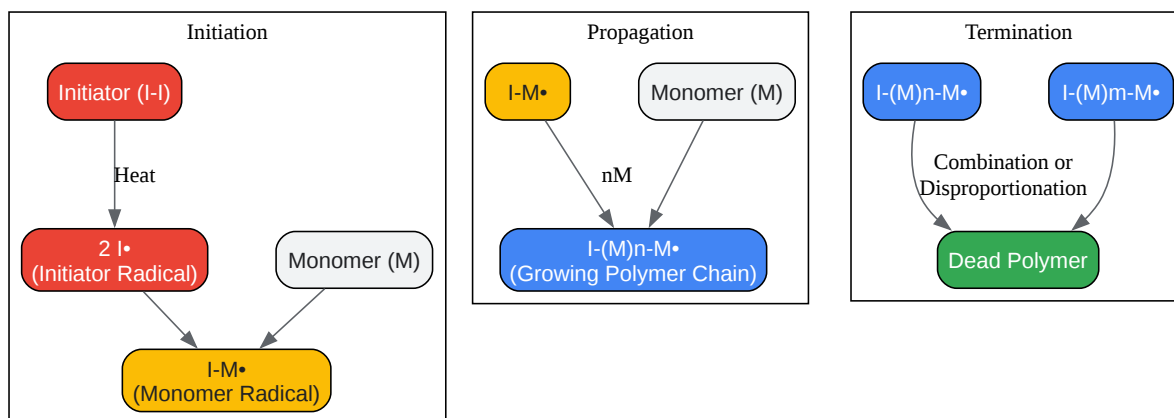 Initiation
Initiator (I-I)
Heat
2 I•
(Initiator Radical)
Monomer (M)
I-M•
(Monomer Radical)
Propagation
I-M•
Monomer (M)
nM
I-(M)n-M•
(Growing Polymer Chain)
Termination
I-(M)n-M•
I-(M)m-M•
Combination or
Disproportionation
Dead Polymer